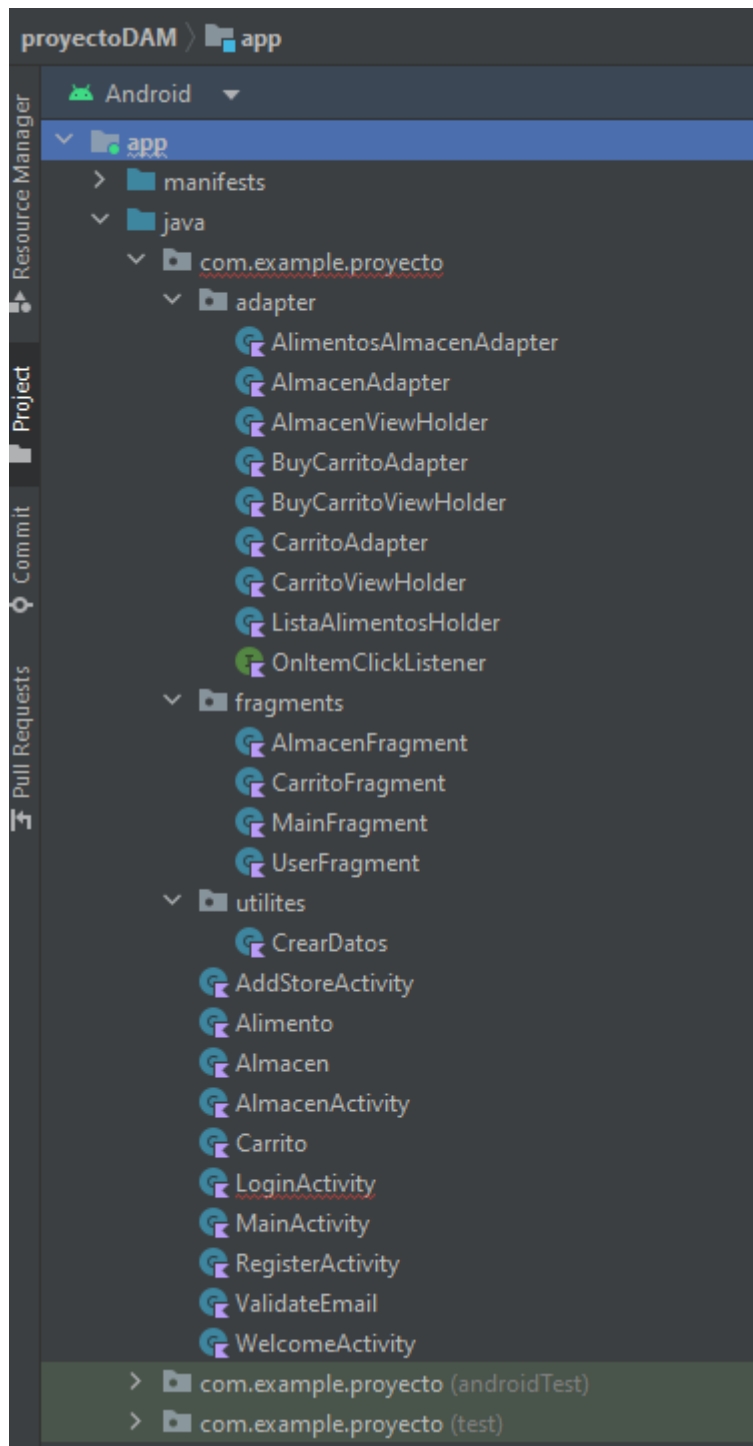 proyectoDAM > app
Android
Resource Manager
Project
Commit
Pull Requests
app
manifests
java
com.example.proyecto
adapter
AlimentosAlmacenAdapter
AlmacenAdapter
AlmacenViewHolder
BuyCarritoAdapter
BuyCarritoViewHolder
CarritoAdapter
CarritoViewHolder
ListaAlimentosHolder
OnItemClickListener
fragments
AlmacenFragment
CarritoFragment
MainFragment
UserFragment
utilites
CrearDatos
AddStoreActivity
Alimento
Almacen
AlmacenActivity
Carrito
LoginActivity
MainActivity
RegisterActivity
ValidateEmail
WelcomeActivity
com.example.proyecto (androidTest)
com.example.proyecto (test)